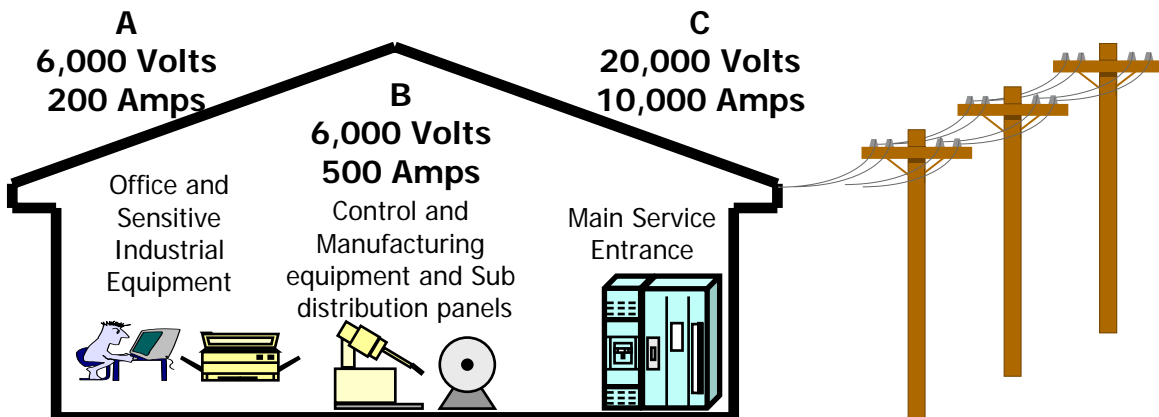 A
6,000 Volts
200 Amps
Office and
Sensitive
Industrial
Equipment
B
6,000 Volts
500 Amps
Control and
Manufacturing
equipment and Sub
distribution panels
C
20,000 Volts
10,000 Amps
Main Service
Entrance